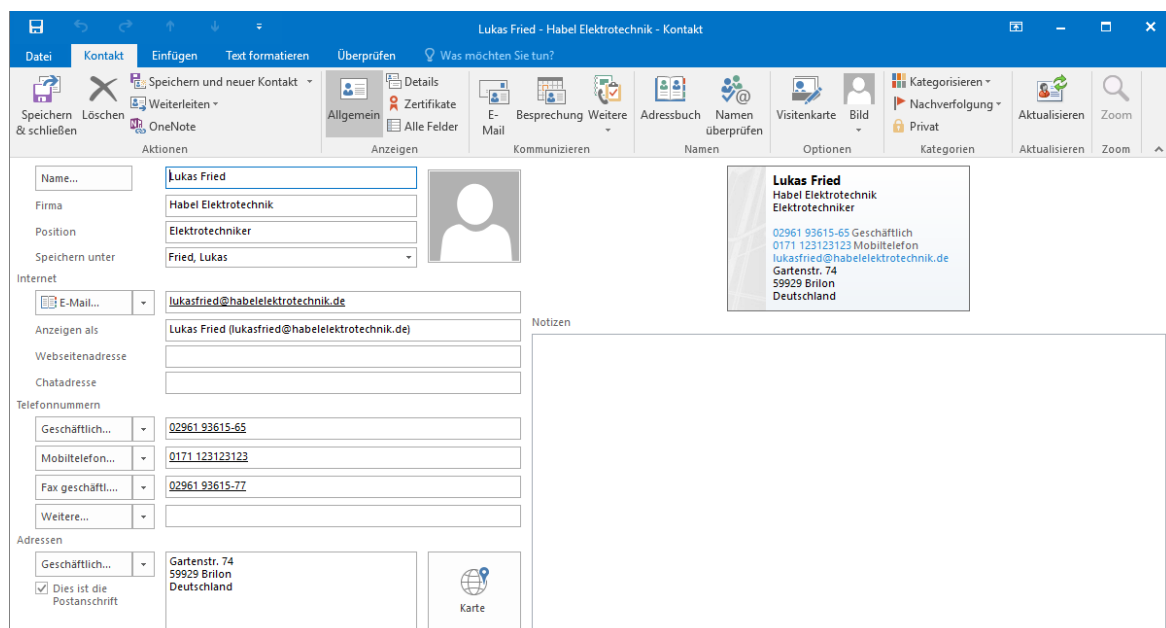 Lukas Fried - Habel Elektrotechnik - Kontakt
Datei Kontakt Einfügen Text formatieren Überprüfen Was möchten Sie tun?
Speichern & schließen
Löschen
Speichern und neuer Kontakt
Weiterleiten
OneNote
Aktionen
Allgemein
Details
Zertifikate
Alle Felder
Anzeigen
E-Mail
Besprechung
Weitere
Kommunizieren
Adressbuch
Namen überprüfen
Namen
Visitenkarte
Bild
Optionen
Kategorisieren
Nachverfolgung
Privat
Kategorien
Aktualisieren
Aktualisieren
Zoom
Zoom
Name... Lukas Fried
Firma Habel Elektrotechnik
Position Elektrotechniker
Speichern unter Fried, Lukas
Internet
E-Mail... lukasfried@habelelektrotechnik.de
Anzeigen als Lukas Fried (lukasfried@habelelektrotechnik.de)
Webseitenadresse
Chatadresse
Telefonnummern
Geschäftlich... 02961 93615-65
Mobiltelefon... 0171 123123123
Fax geschäftl.... 02961 93615-77
Weitere...
Adressen
Geschäftlich...
Dies ist die
Postanschrift
Gartenstr. 74
59929 Brilon
Deutschland
Karte
Lukas Fried
Habel Elektrotechnik
Elektrotechniker
02961 93615-65 Geschäftlich
0171 123123123 Mobiltelefon
lukasfried@habelelektrotechnik.de
Gartenstr. 74
59929 Brilon
Deutschland
Notizen